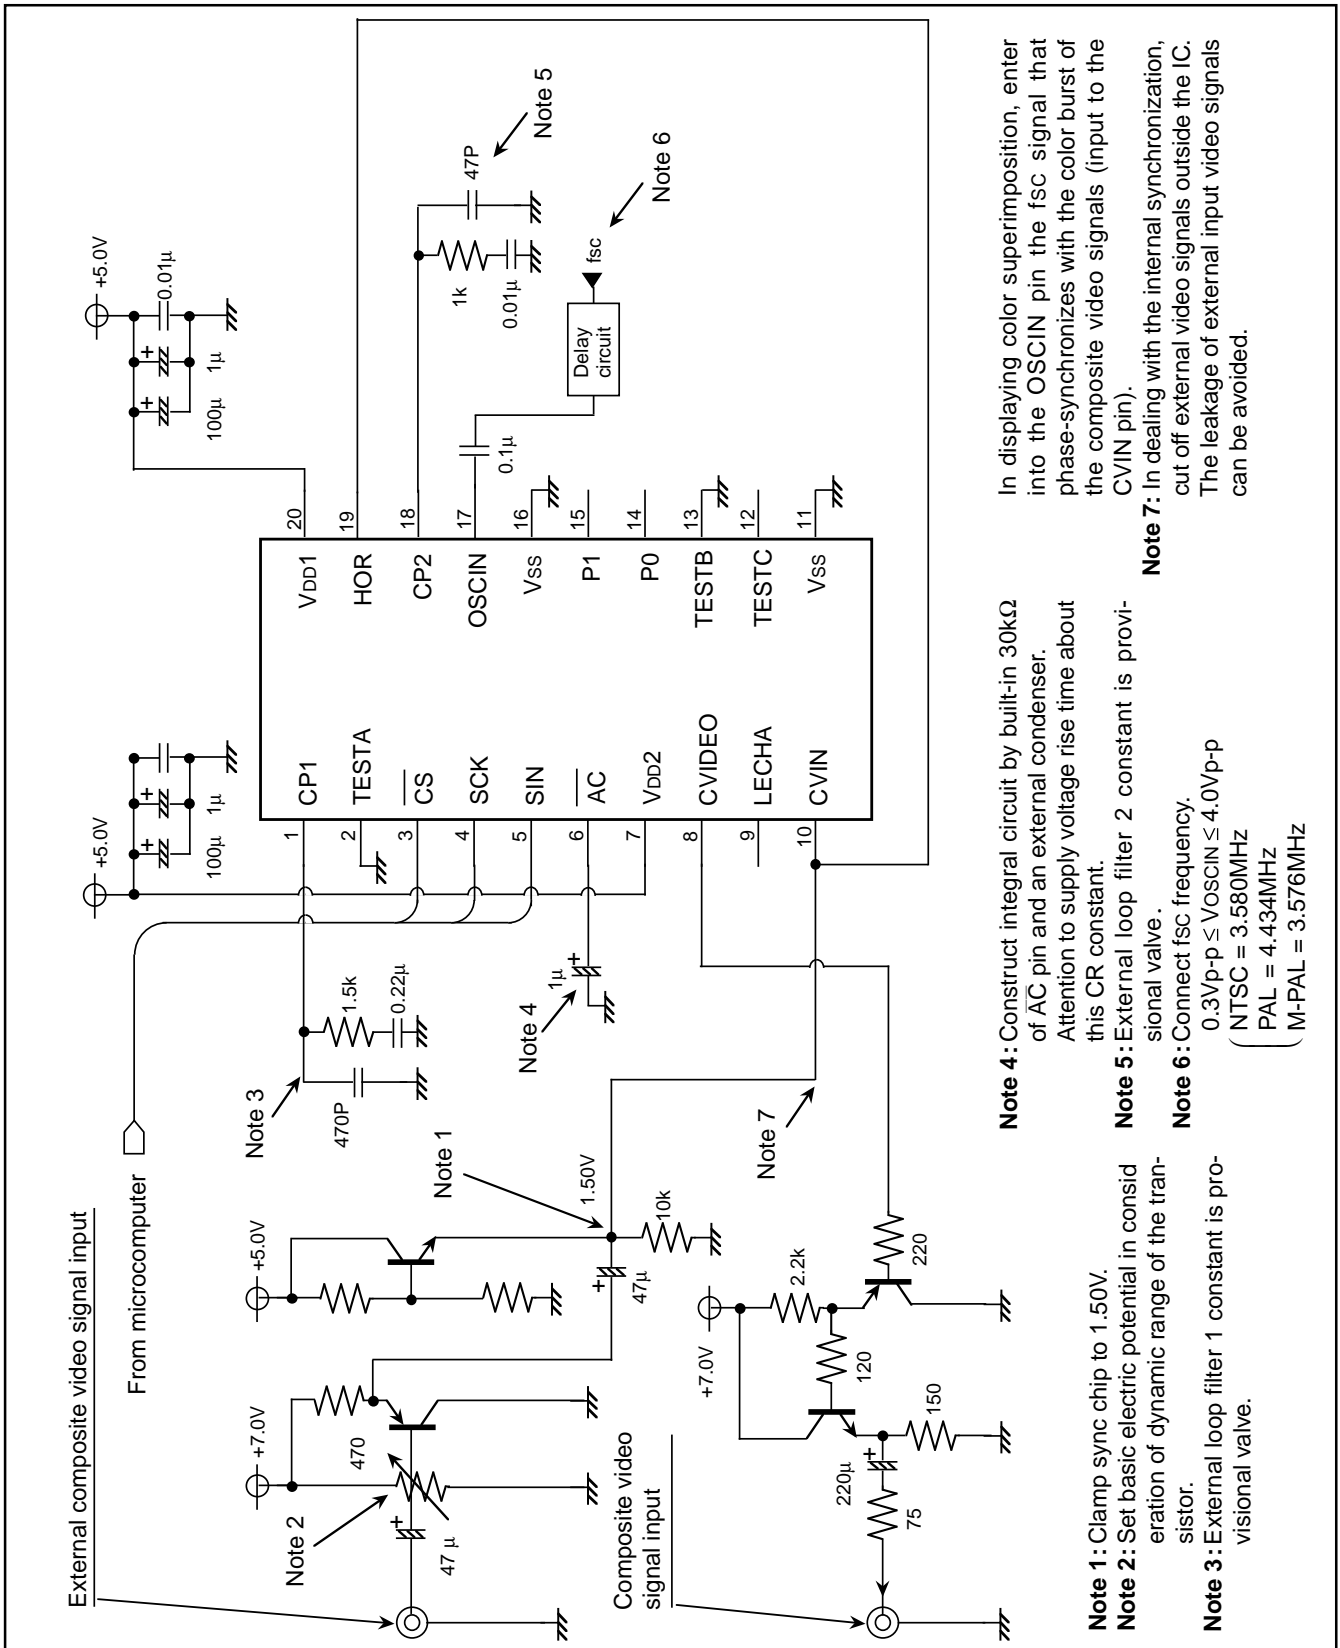 External composite video signal input
From microcomputer
+7.0V
470
Note 2
47 μ
+
+5.0V
Note 1
1.50V
+
47μ
10k
Note 3
470P
1.5k
0.22μ
Note 4
1μ
+
Note 7
Composite video
signal input
+7.0V
2.2k
120
220
220μ
+
75
150
+5.0V
+
+
100μ
1μ
+5.0V
+
+
100μ
1μ
0.01μ
1
2
3
4
5
6
7
8
9
10
CP1
TESTA
CS
SCK
SIN
AC
VDD2
CVIDEO
LECHA
CVIN
VDD1
HOR
CP2
OSCIN
VSS
P1
P0
TESTB
TESTC
VSS
20
19
18
17
16
15
14
13
12
11
1k
0.01μ
47P
Note 5
0.1μ
Delay
circuit
fsc
Note 6
Note 1: Clamp sync chip to 1.50V.
Note 2: Set basic electric potential in consid
eration of dynamic range of the tran-
sistor.
Note 3: External loop filter 1 constant is pro-
visional valve.
Note 4: Construct integral circuit by built-in 30kΩ
of AC pin and an external condenser.
Attention to supply voltage rise time about
this CR constant.
Note 5: External loop filter 2 constant is provi-
sional valve.
Note 6: Connect fSC frequency.
0.3Vp-p ≤ VOSCIN ≤ 4.0Vp-p
NTSC = 3.580MHz
PAL = 4.434MHz
M-PAL = 3.576MHz
In displaying color superimposition, enter
into the OSCIN pin the fSC signal that
phase-synchronizes with the color burst of
the composite video signals (input to the
CVIN pin).
Note 7: In dealing with the internal synchronization,
cut off external video signals outside the IC.
The leakage of external input video signals
can be avoided.